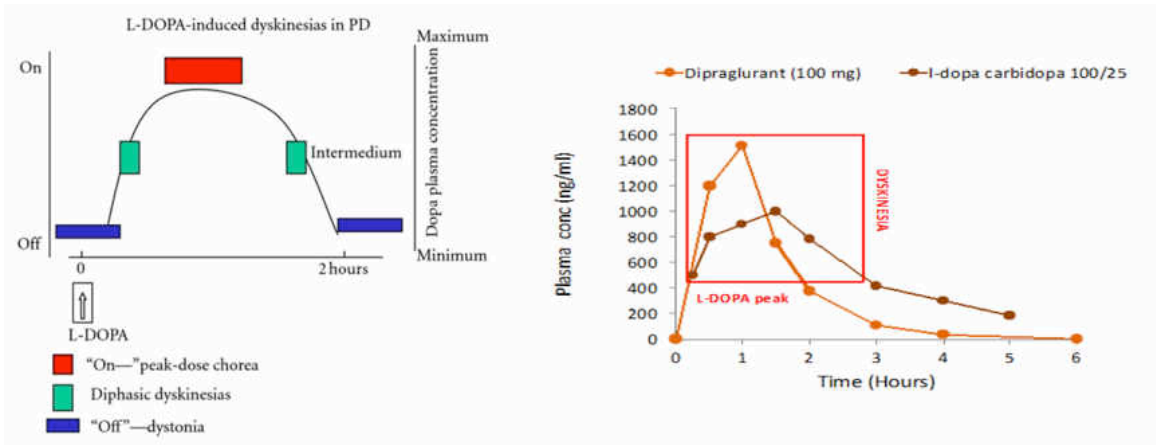 L-DOPA-induced dyskinesias in PD
On
Off
Maximum
Intermedium
Minimum
Dopa plasma concentration
0
2 hours
L-DOPA
“On—”peak-dose chorea
Diphasic dyskinesias
“Off”—dystonia
Dipraglurant (100 mg)
l-dopa carbidopa 100/25
Plasma conc (ng/ml)
1800
1600
1400
1200
1000
800
600
400
200
0
DYSKINESIA
L-DOPA peak
0 1 2 3 4 5 6
Time (Hours)